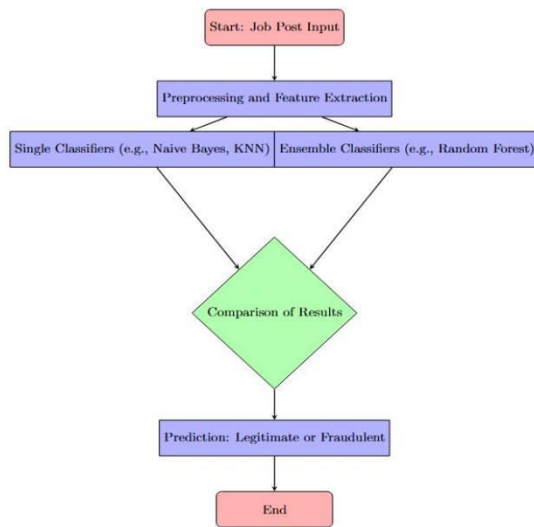 Start: Job Post Input
Preprocessing and Feature Extraction
Single Classifiers (e.g., Naive Bayes, KNN)
Ensemble Classifiers (e.g., Random Forest)
Comparison of Results
Prediction: Legitimate or Fraudulent
End